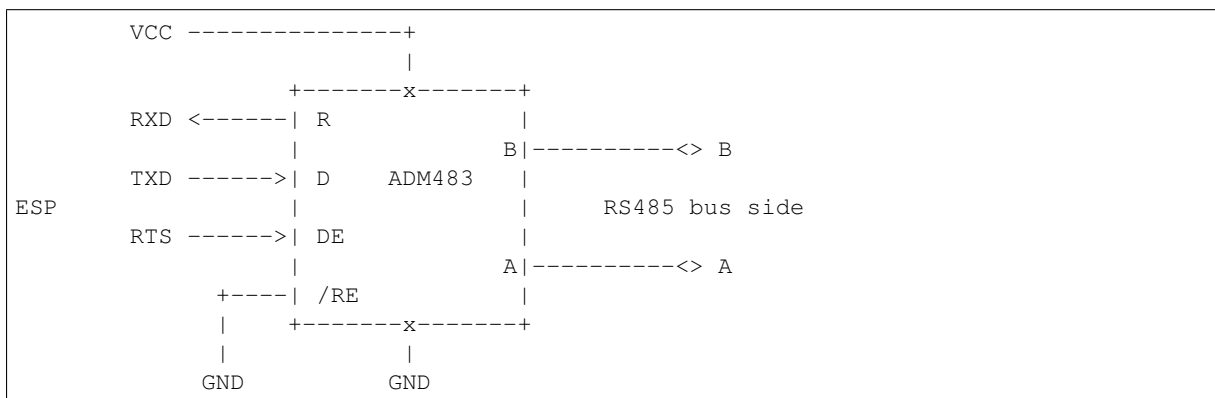 VCC ---------------+
|
+-------x-------+
RXD <------| R |
| B|----------<> B
TXD ------>| D ADM483 |
ESP | | RS485 bus side
RTS ------>| DE |
| A|----------<> A
+----| /RE |
| +-------x-------+
| |
GND GND